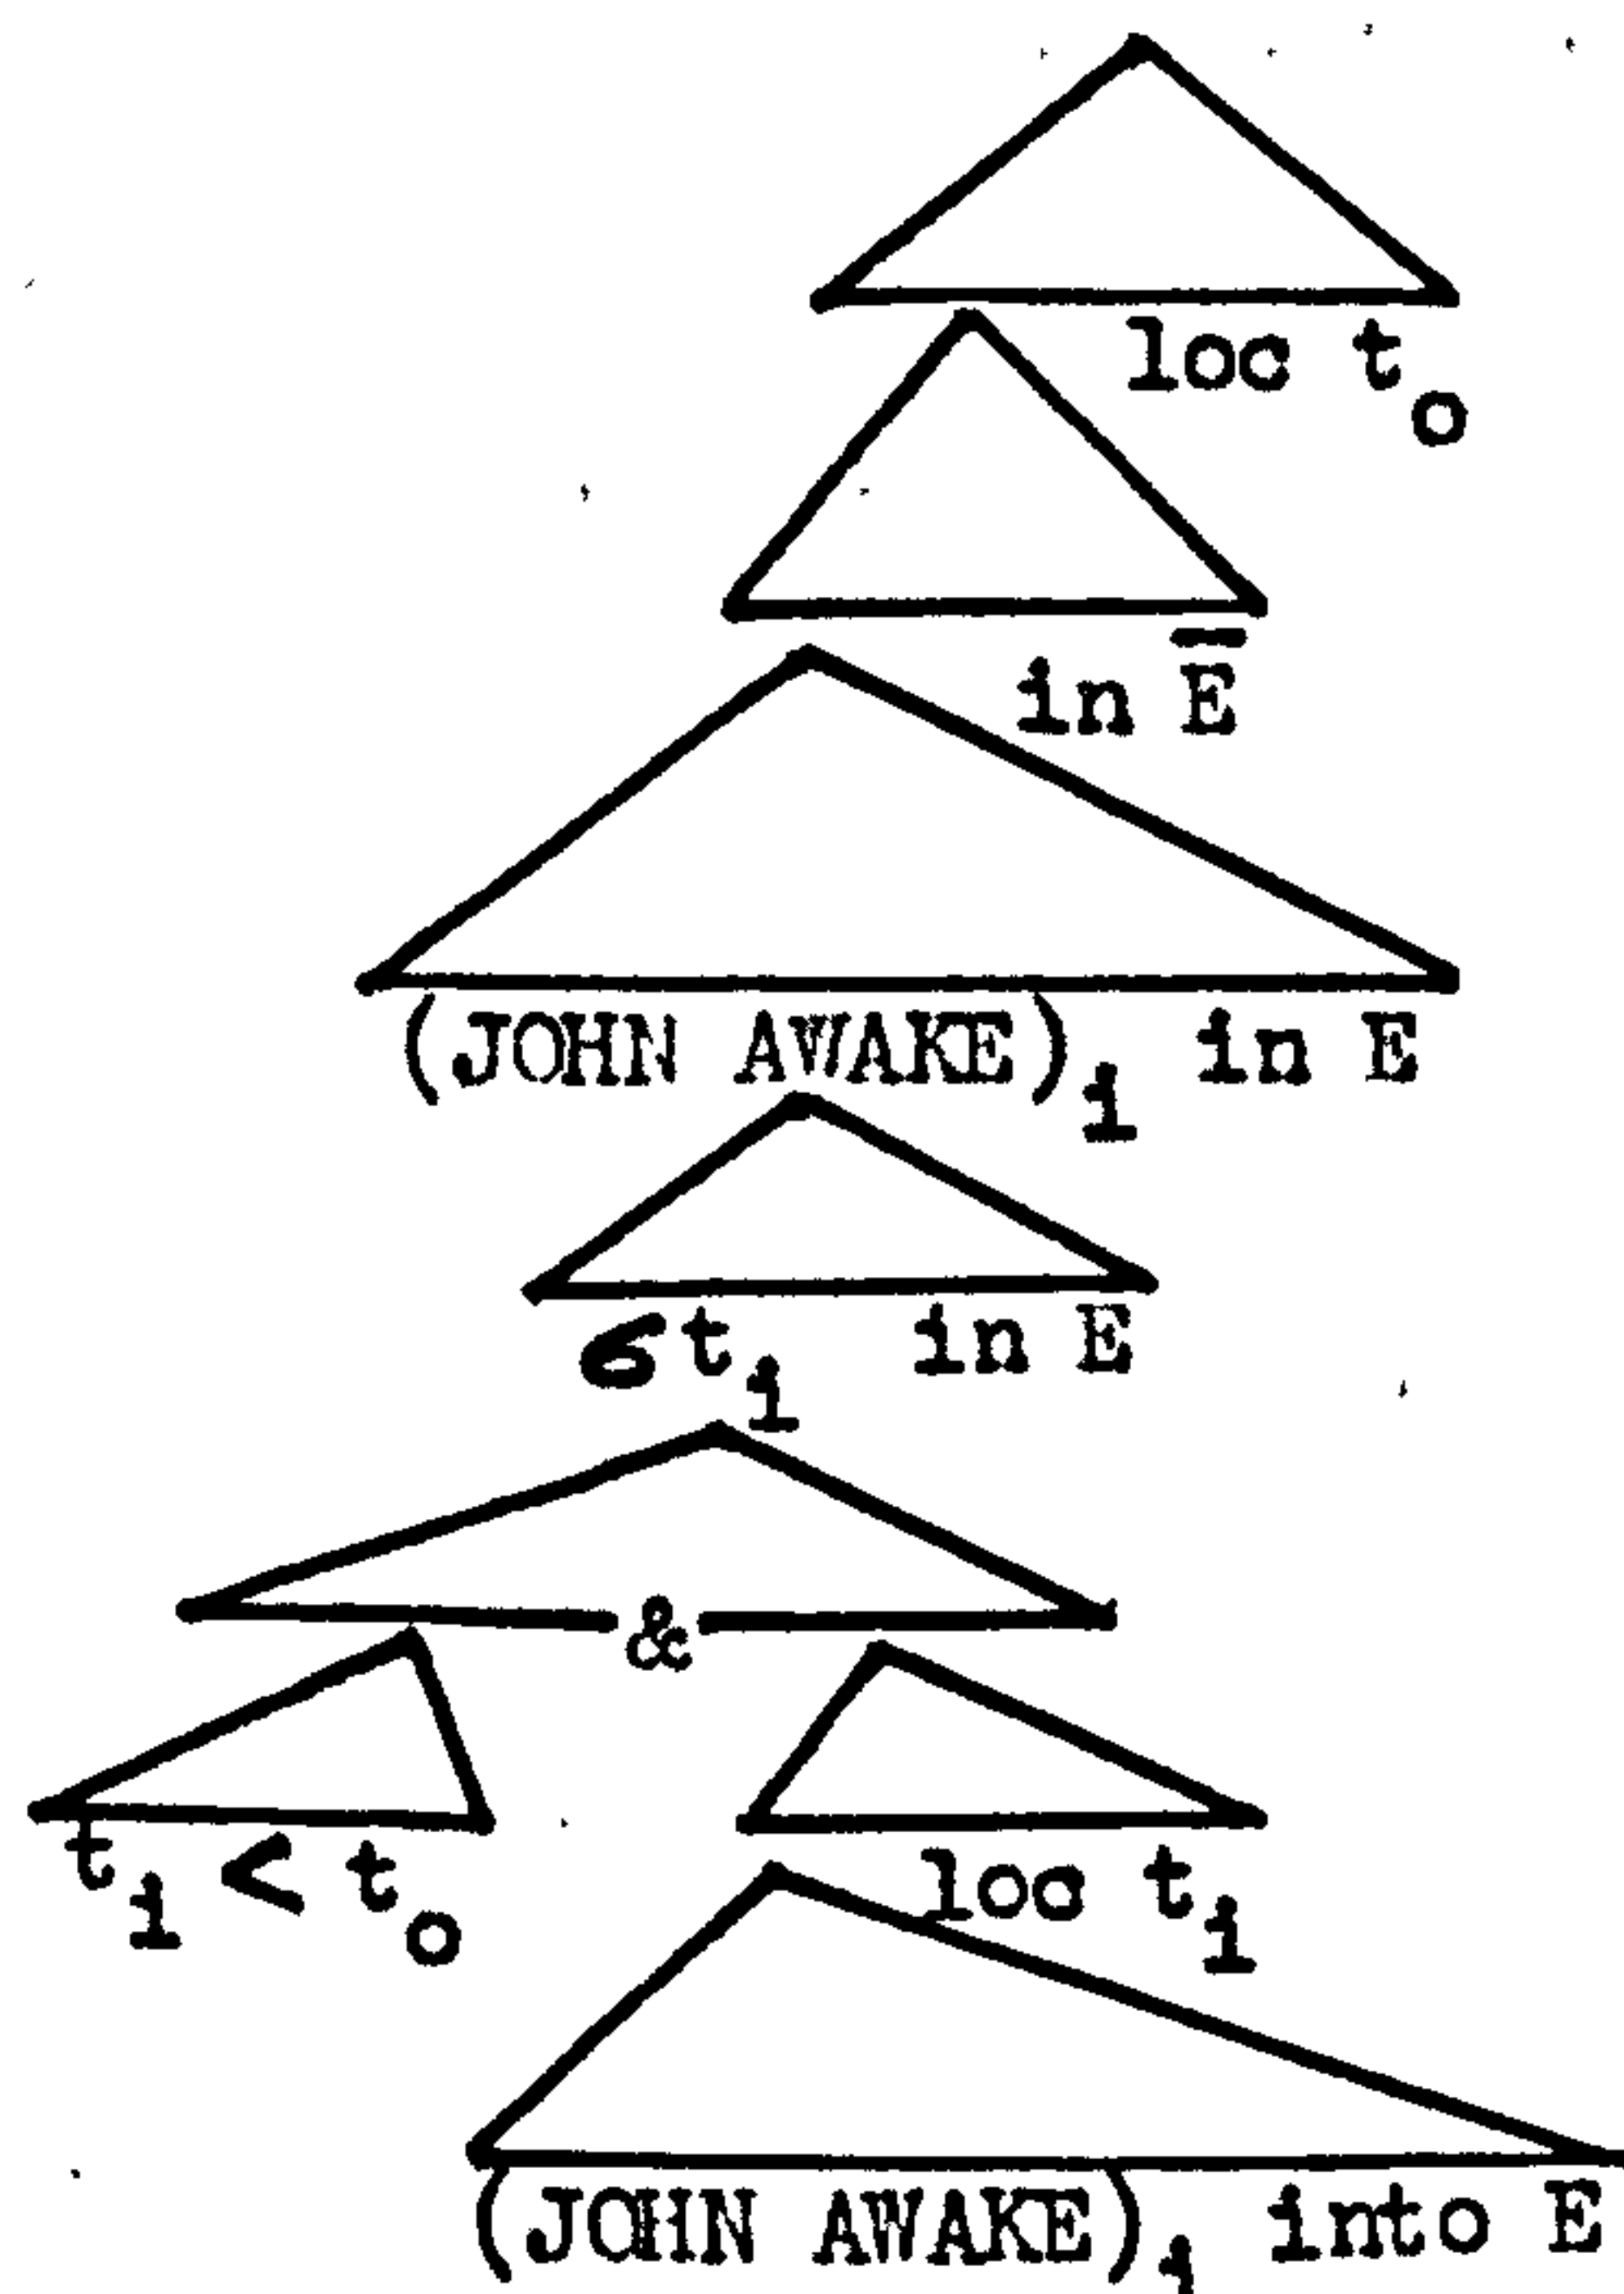 loc t₀
in E̅
(JOHN AWAKE)ᵢ in E
σtᵢ in E
&
tᵢ < t₀ loc tᵢ
(JOHN AWAKE)ᵢ into E